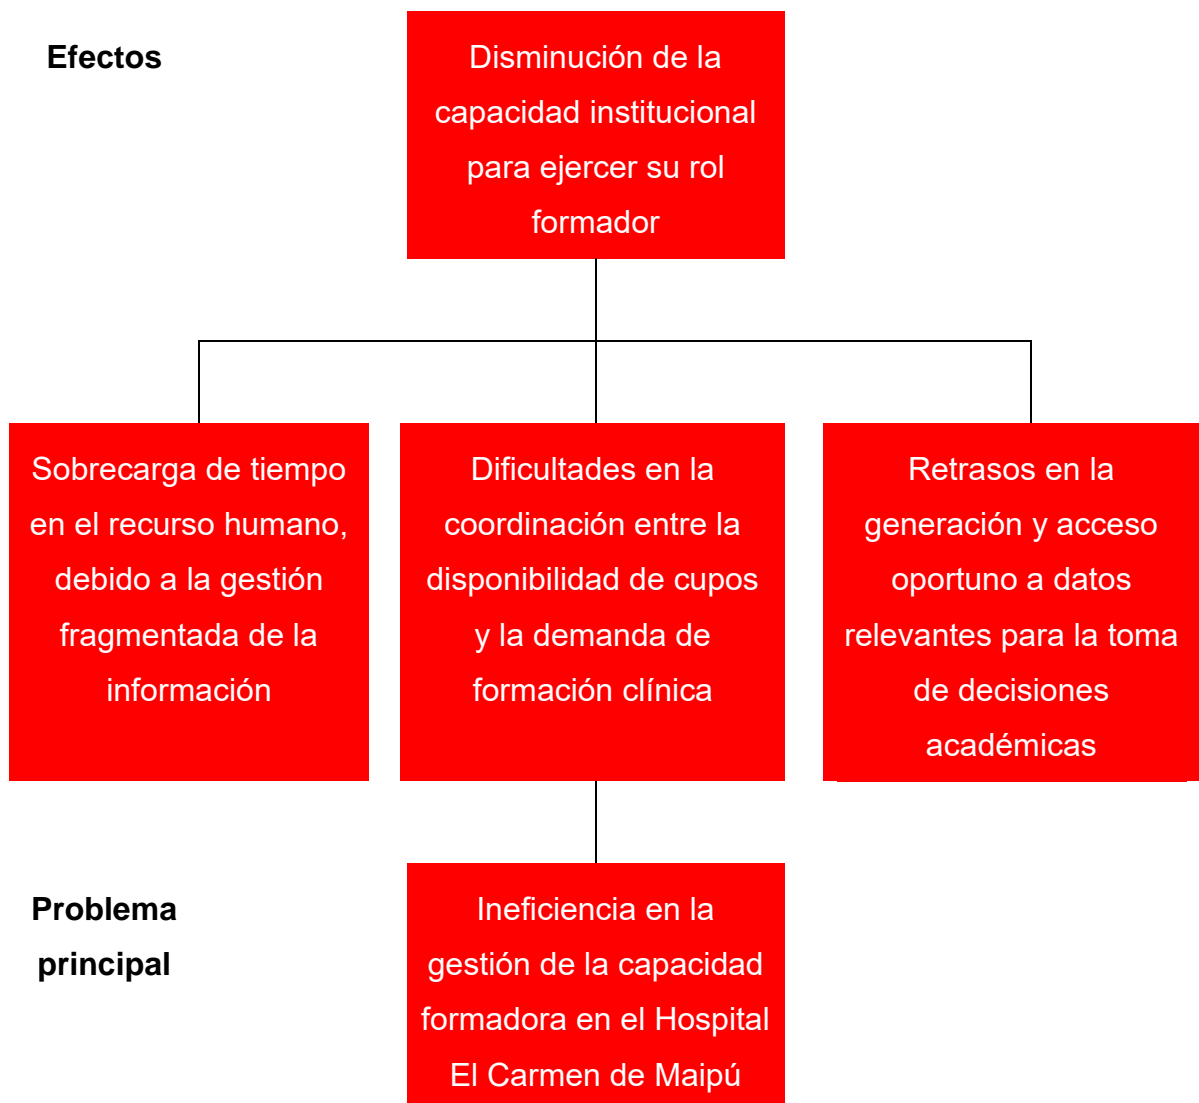 Efectos
Disminución de la
capacidad institucional
para ejercer su rol
formador
Sobrecarga de tiempo
en el recurso humano,
debido a la gestión
fragmentada de la
información
Dificultades en la
coordinación entre la
disponibilidad de cupos
y la demanda de
formación clínica
Retrasos en la
generación y acceso
oportuno a datos
relevantes para la toma
de decisiones
académicas
Problema
principal
Ineficiencia en la
gestión de la capacidad
formadora en el Hospital
El Carmen de Maipú